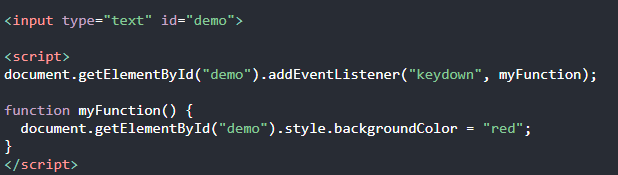 <input type="text" id="demo">
<script>
document.getElementById("demo").addEventListener("keydown", myFunction);
function myFunction() {
  document.getElementById("demo").style.backgroundColor = "red";
}
</script>